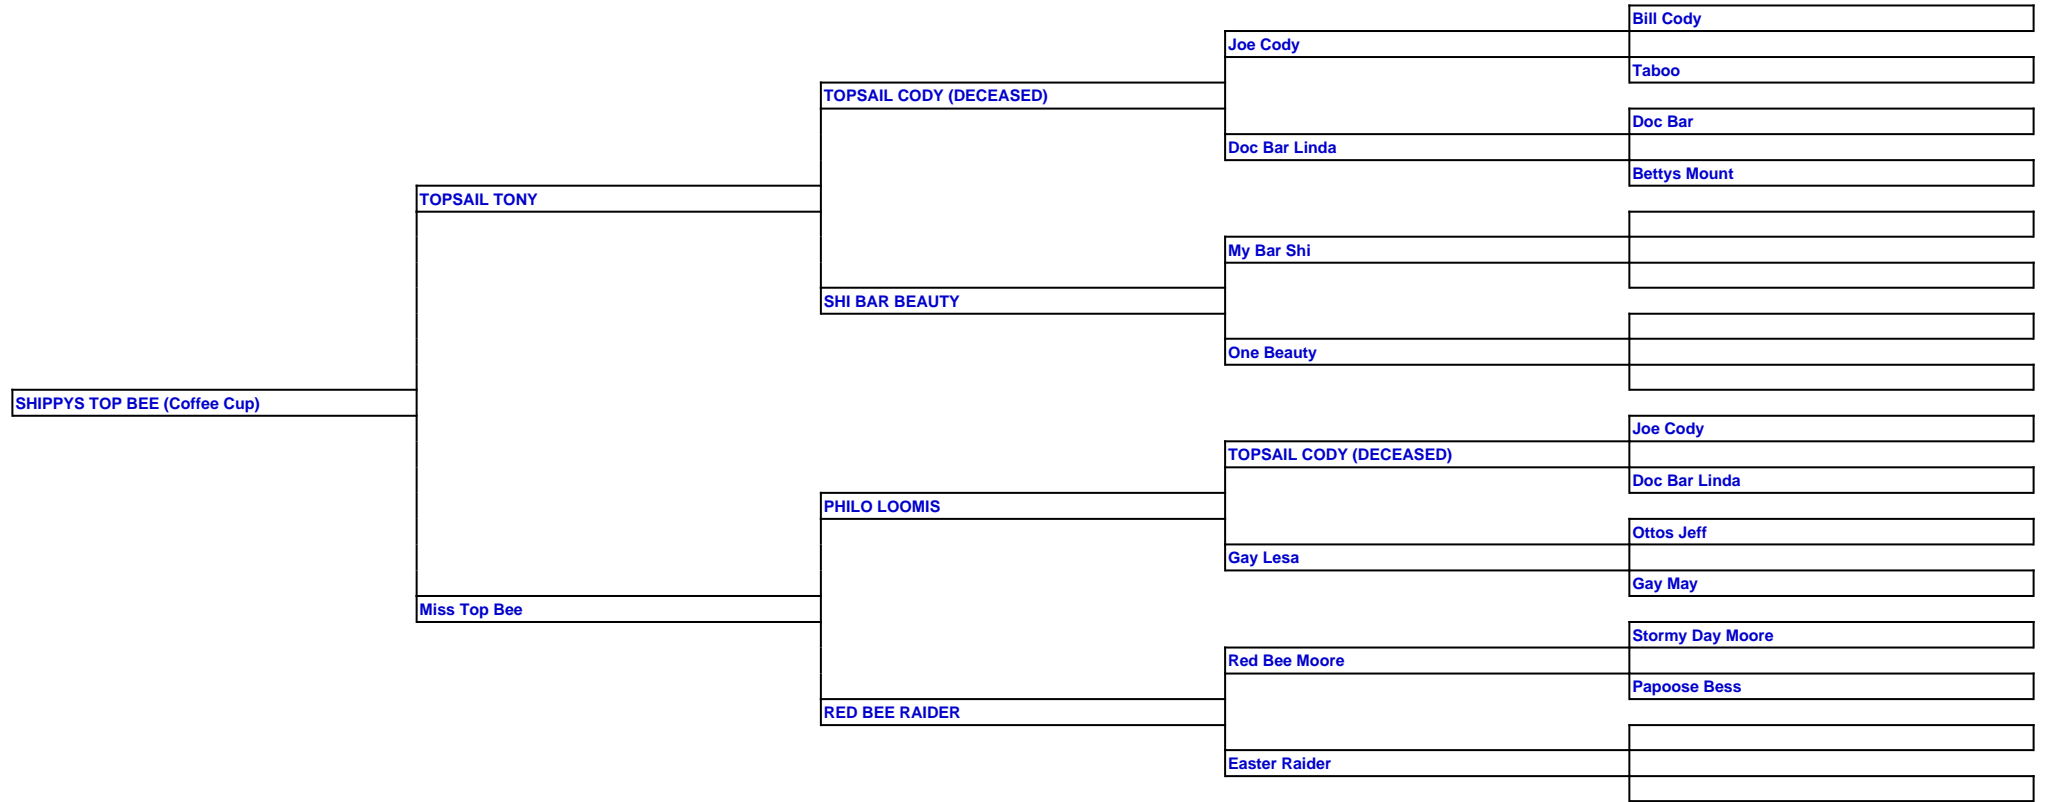 Bill Cody
Joe Cody
Taboo
TOPSAIL CODY (DECEASED)
Doc Bar
Doc Bar Linda
Bettys Mount
TOPSAIL TONY
My Bar Shi
SHI BAR BEAUTY
One Beauty
SHIPPYS TOP BEE (Coffee Cup)
Joe Cody
TOPSAIL CODY (DECEASED)
Doc Bar Linda
PHILO LOOMIS
Ottos Jeff
Gay Lesa
Gay May
Miss Top Bee
Stormy Day Moore
Red Bee Moore
Papoose Bess
RED BEE RAIDER
Easter Raider